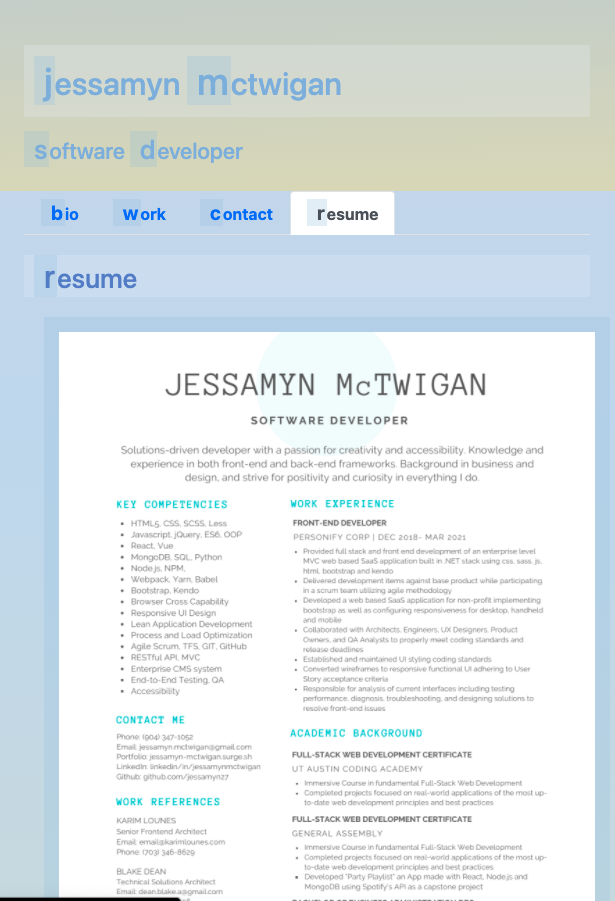 jessamyn mctwigan
software developer
bio work contact resume
resume
JESSAMYN McTWIGAN
SOFTWARE DEVELOPER
Solutions-driven developer with a passion for creativity and accessibility. Knowledge and
experience in both front-end and back-end frameworks. Background in business and
design, and strive for positivity and curiosity in everything I do.
KEY COMPETENCIES
HTML5, CSS, SCSS, Less
Javascript, jQuery, ES6, OOP
React, Vue
MongoDB, SQL, Python
Node.js, NPM,
Webpack, Yarn, Babel
Bootstrap, Kendo
Browser Cross Capability
Responsive UI Design
Lean Application Development
Process and Load Optimization
Agile Scrum, TFS, GIT, GitHub
RESTful API, MVC
Enterprise CMS system
End-to-End Testing, QA
Accessibility
CONTACT ME
Phone: (904) 347-1052
Email: jessamyn.mctwigan@gmail.com
Portfolio: jessamyn-mctwigan.surge.sh
LinkedIn: linkedin/in/jessamynmctwigan
Github: github.com/jessamyn27
WORK REFERENCES
KARIM LOUNES
Senior Frontend Architect
Email: email@karimlounes.com
Phone: (703) 346-8629
BLAKE DEAN
Technical Solutions Architect
Email: dean.blake.a@gmail.com
WORK EXPERIENCE
FRONT-END DEVELOPER
PERSONIFY CORP | DEC 2018- MAR 2021
Provided full stack and front end development of an enterprise level
MVC web based SaaS application built in .NET stack using css, sass, js,
html, bootstrap and kendo
Delivered development items against base product while participating
in a scrum team utilizing agile methodology
Developed a web based SaaS application for non-profit implementing
bootstrap as well as configuring responsiveness for desktop, handheld
and mobile
Collaborated with Architects, Engineers, UX Designers, Product
Owners, and QA Analysts to properly meet coding standards and
release deadlines
Established and maintained UI styling coding standards
Converted wireframes to responsive functional UI adhering to User
Story acceptance criteria
Responsible for analysis of current interfaces including testing
performance, diagnosis, troubleshooting, and designing solutions to
resolve front-end issues
ACADEMIC BACKGROUND
FULL-STACK WEB DEVELOPMENT CERTIFICATE
UT AUSTIN CODING ACADEMY
Immersive Course in fundamental Full-Stack Web Development
Completed projects focused on real-world applications of the most up-
to-date web development principles and best practices
FULL-STACK WEB DEVELOPMENT CERTIFICATE
GENERAL ASSEMBLY
Immersive Course in fundamental Full-Stack Web Development
Completed projects focused on real-world applications of the most up-
to-date web development principles and best practices
Developed "Party Playlist" an App made with React, Node.js and
MongoDB using Spotify's API as a capstone project